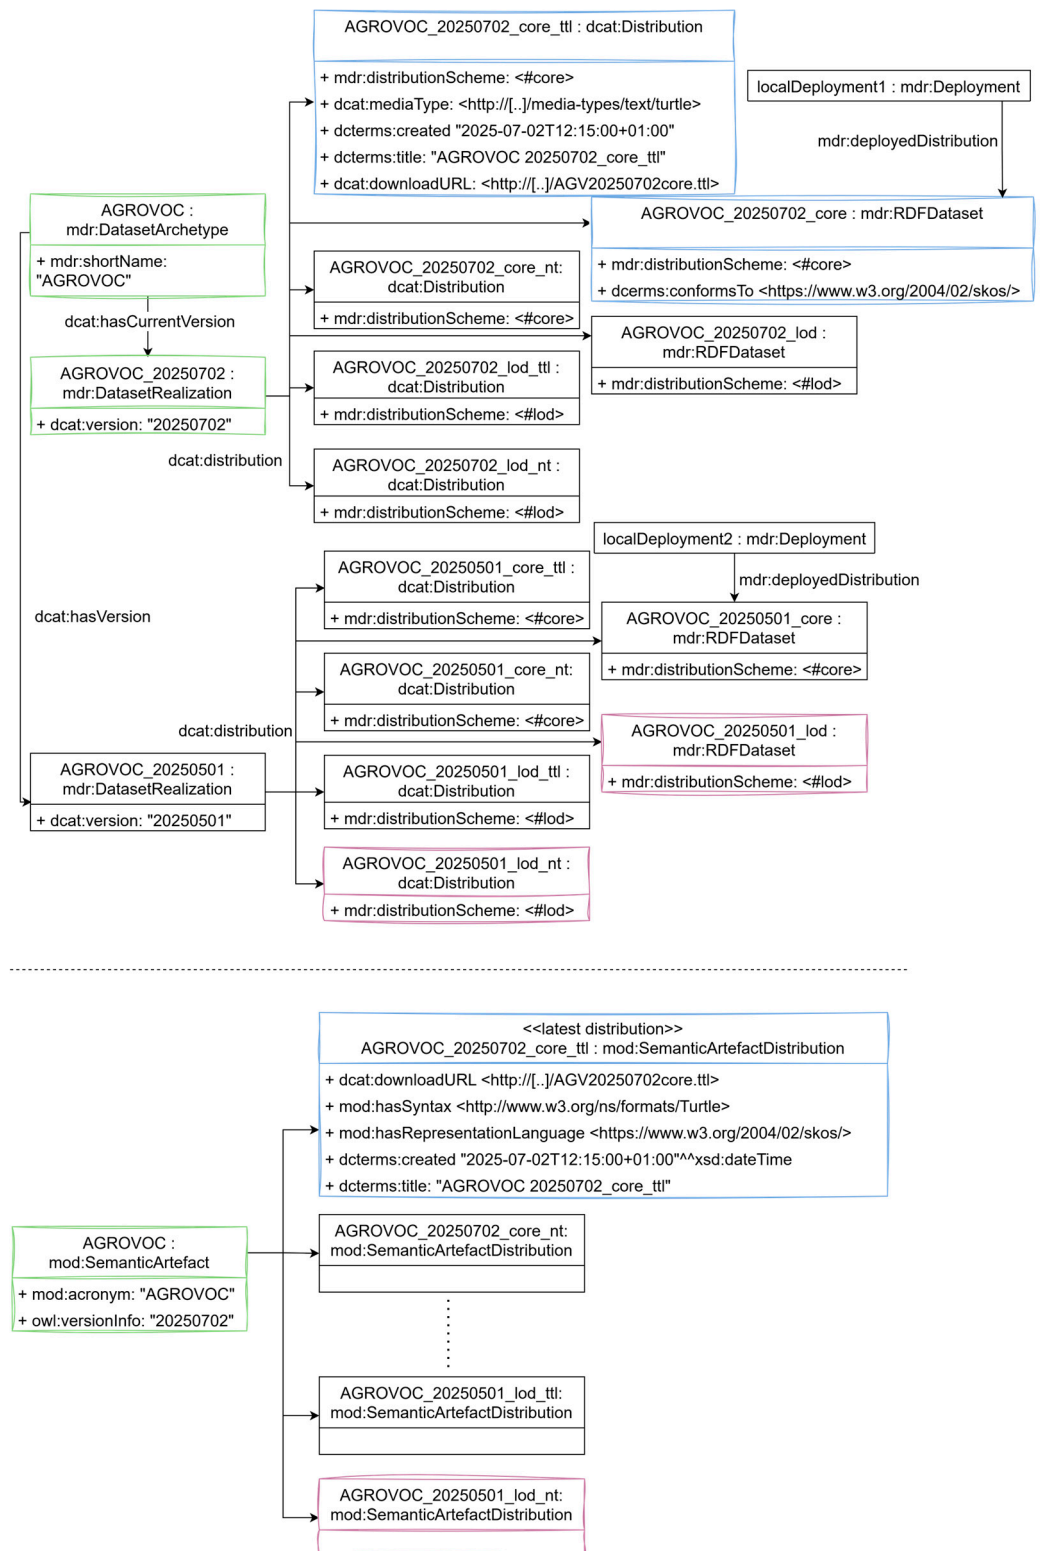 AGROVOC_20250702_core_ttl : dcat:Distribution
+ mdr:distributionScheme: <#core>
+ dcat:mediaType: <http://[..]/media-types/text/turtle>
+ dcterms:created "2025-07-02T12:15:00+01:00"
+ dcterms:title: "AGROVOC 20250702_core_ttl"
+ dcat:downloadURL: <http://[..]/AGV20250702core.ttl>
localDeployment1 : mdr:Deployment
mdr:deployedDistribution
AGROVOC_20250702_core : mdr:RDFDataset
+ mdr:distributionScheme: <#core>
+ dcerms:conformsTo <https://www.w3.org/2004/02/skos/>
AGROVOC :
mdr:DatasetArchetype
+ mdr:shortName:
"AGROVOC"
dcat:hasCurrentVersion
AGROVOC_20250702_core_nt:
dcat:Distribution
+ mdr:distributionScheme: <#core>
AGROVOC_20250702_lod :
mdr:RDFDataset
+ mdr:distributionScheme: <#lod>
AGROVOC_20250702 :
mdr:DatasetRealization
+ dcat:version: "20250702"
AGROVOC_20250702_lod_ttl :
dcat:Distribution
+ mdr:distributionScheme: <#lod>
dcat:distribution
AGROVOC_20250702_lod_nt :
dcat:Distribution
+ mdr:distributionScheme: <#lod>
localDeployment2 : mdr:Deployment
mdr:deployedDistribution
AGROVOC_20250501_core_ttl :
dcat:Distribution
+ mdr:distributionScheme: <#core>
dcat:hasVersion
AGROVOC_20250501_core :
mdr:RDFDataset
+ mdr:distributionScheme: <#core>
AGROVOC_20250501_core_nt:
dcat:Distribution
+ mdr:distributionScheme: <#core>
dcat:distribution
AGROVOC_20250501_lod :
mdr:RDFDataset
+ mdr:distributionScheme: <#lod>
AGROVOC_20250501 :
mdr:DatasetRealization
+ dcat:version: "20250501"
AGROVOC_20250501_lod_ttl :
dcat:Distribution
+ mdr:distributionScheme: <#lod>
AGROVOC_20250501_lod_nt :
dcat:Distribution
+ mdr:distributionScheme: <#lod>
<<latest distribution>>
AGROVOC_20250702_core_ttl : mod:SemanticArtefactDistribution
+ dcat:downloadURL <http://[..]/AGV20250702core.ttl>
+ mod:hasSyntax <http://www.w3.org/ns/formats/Turtle>
+ mod:hasRepresentationLanguage <https://www.w3.org/2004/02/skos/>
+ dcterms:created "2025-07-02T12:15:00+01:00"^^xsd:dateTime
+ dcterms:title: "AGROVOC 20250702_core_ttl"
AGROVOC :
mod:SemanticArtefact
+ mod:acronym: "AGROVOC"
+ owl:versionInfo: "20250702"
AGROVOC_20250702_core_nt:
mod:SemanticArtefactDistribution
AGROVOC_20250501_lod_ttl:
mod:SemanticArtefactDistribution
AGROVOC_20250501_lod_nt:
mod:SemanticArtefactDistribution